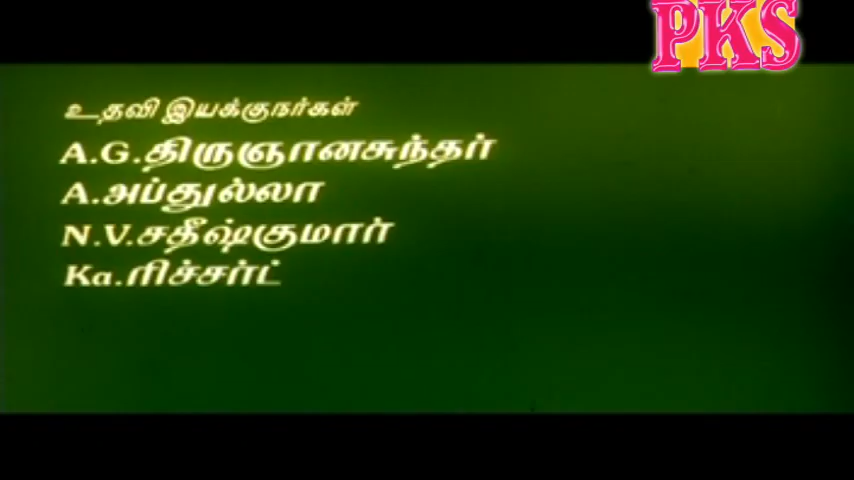 PKS
உதவி இயக்குநர்கள்
A.G.திருஞானசுந்தர்
A.அப்துல்லா
N.V.சதீஷ்குமார்
Ka.ரிச்சர்ட்